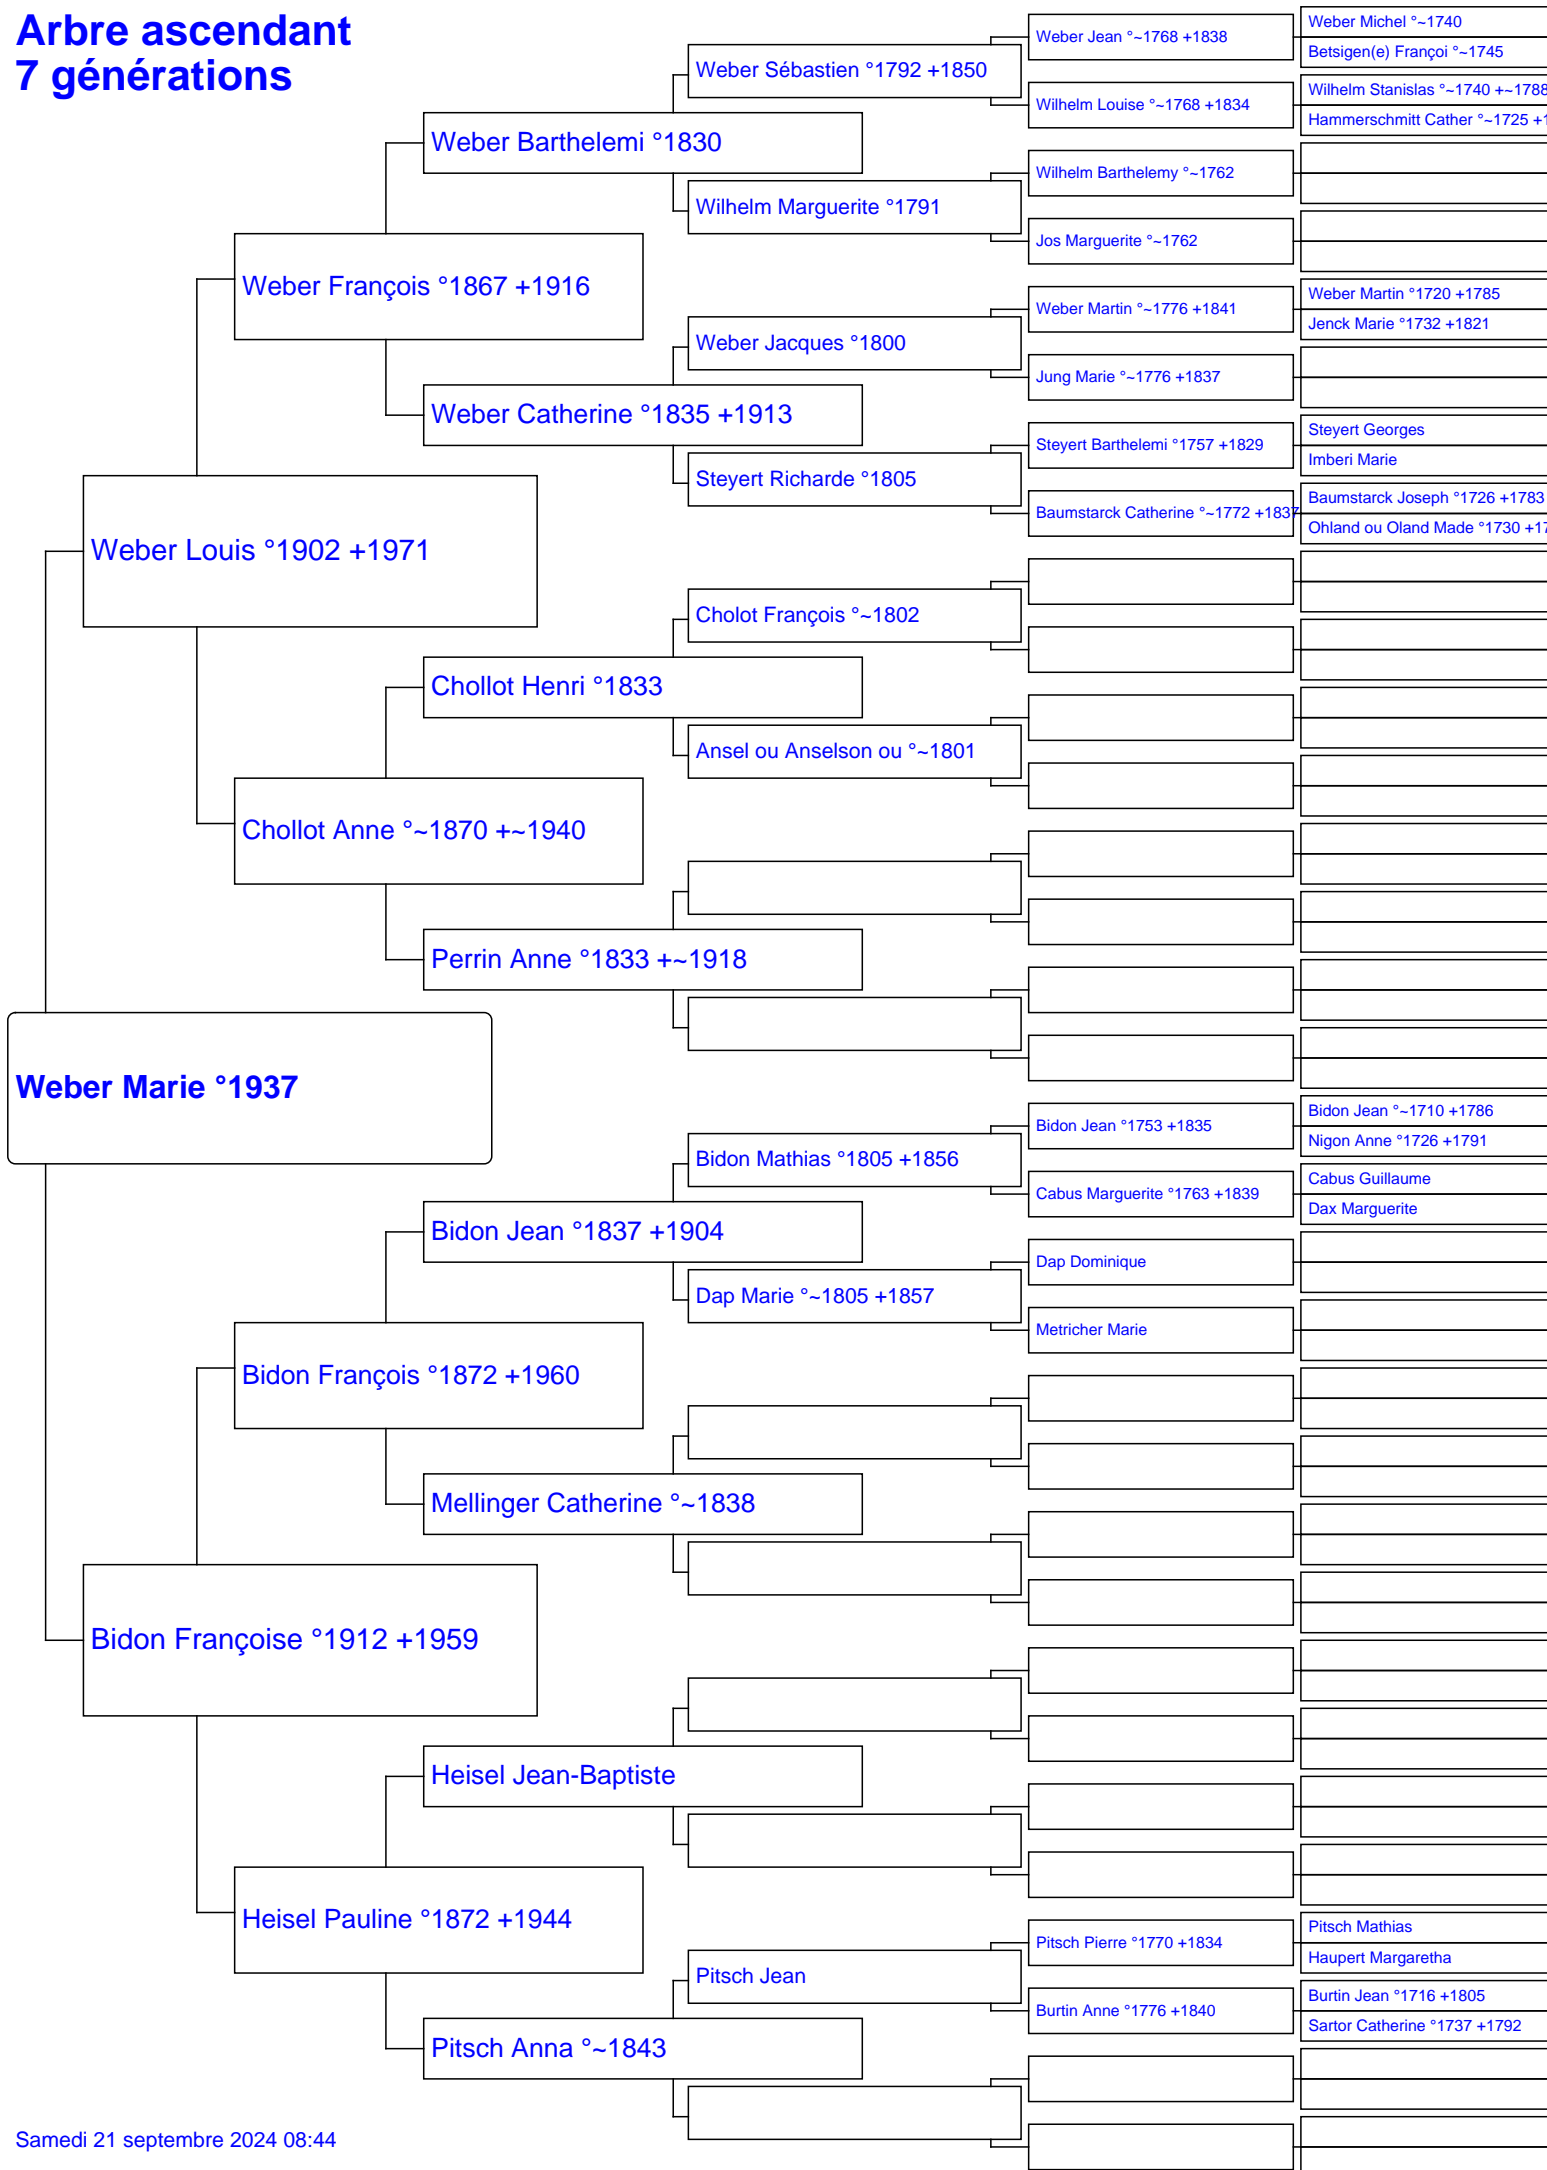 Arbre ascendant
7 générations
Weber Marie °1937
Weber Louis °1902 +1971
Bidon Françoise °1912 +1959
Weber François °1867 +1916
Chollot Anne °~1870 +~1940
Bidon François °1872 +1960
Heisel Pauline °1872 +1944
Weber Barthelemi °1830
Weber Catherine °1835 +1913
Chollot Henri °1833
Perrin Anne °1833 +~1918
Bidon Jean °1837 +1904
Mellinger Catherine °~1838
Heisel Jean-Baptiste
Pitsch Anna °~1843
Weber Sébastien °1792 +1850
Wilhelm Marguerite °1791
Weber Jacques °1800
Steyert Richarde °1805
Cholot François °~1802
Ansel ou Anselson ou °~1801
Bidon Mathias °1805 +1856
Dap Marie °~1805 +1857
Pitsch Jean
Weber Jean °~1768 +1838
Wilhelm Louise °~1768 +1834
Wilhelm Barthelemy °~1762
Jos Marguerite °~1762
Weber Martin °~1776 +1841
Jung Marie °~1776 +1837
Steyert Barthelemi °1757 +1829
Baumstarck Catherine °~1772 +1837
Bidon Jean °1753 +1835
Cabus Marguerite °1763 +1839
Dap Dominique
Metricher Marie
Pitsch Pierre °1770 +1834
Burtin Anne °1776 +1840
Weber Michel °~1740
Betsigen(e) Françoi °~1745
Wilhelm Stanislas °~1740 +~1788
Hammerschmitt Cather °~1725 +1
Weber Martin °1720 +1785
Jenck Marie °1732 +1821
Steyert Georges
Imberi Marie
Baumstarck Joseph °1726 +1783
Ohland ou Oland Made °1730 +17
Bidon Jean °~1710 +1786
Nigon Anne °1726 +1791
Cabus Guillaume
Dax Marguerite
Pitsch Mathias
Haupert Margaretha
Burtin Jean °1716 +1805
Sartor Catherine °1737 +1792
Samedi 21 septembre 2024 08:44